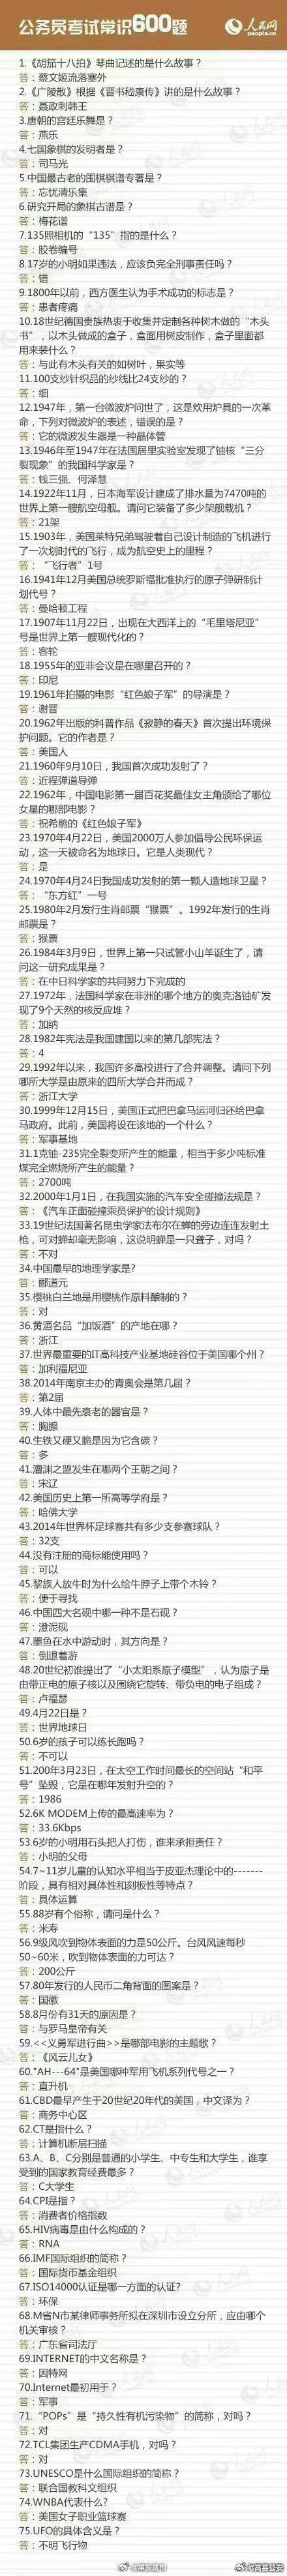 公务员考试常识600题
人民网
people.cn
1.《胡笳十八拍》琴曲记述的是什么故事？
答：蔡文姬流落塞外
2.《广陵散》根据《晋书嵇康传》讲的是什么故事？
答：聂政刺韩王
3.唐朝的宫廷乐舞是？
答：燕乐
4.七国象棋的发明者是？
答：司马光
5.中国最古老的围棋棋谱专著是？
答：忘忧清乐集
6.研究开局的象棋古谱是？
答：梅花谱
7.135照相机的“135”指的是什么？
答：胶卷编号
8.17岁的小明如果违法，应该负完全刑事责任吗？
答：错
9.1800年以前，西方医生认为手术成功的标志是？
答：患者疼痛
10.18世纪德国贵族热衷于收集并定制各种树木做的“木头
书”，以木头做成的盒子，盒面用树皮制作，盒子里面都
用来装什么？
答：与此有木头有关的如树叶，果实等
11.100支纱针织品的纱线比24支纱的？
答：细
12.1947年，第一台微波炉问世了，这是炊用炉具的一次革
命，下列对微波炉的表述，错误的是？
答：它的微波发生器是一种晶体管
13.1946年至1947年在法国居里实验室发现了铀核“三分
裂现象”的我国科学家是？
答：钱三强、何泽慧
14.1922年11月，日本海军设计建成了排水量为7470吨的
世界上第一艘航空母舰。请问它装备了多少架舰载机？
答：21架
15.1903年，美国莱特兄弟驾驶着自己设计制造的飞机进行
了一次划时代的飞行，成为航空史上的里程？
答：“飞行者”1号
16.1941年12月美国总统罗斯福批准执行的原子弹研制计
划代号？
答：曼哈顿工程
17.1907年11月22日，出现在大西洋上的“毛里塔尼亚”
号是世界上第一艘现代化的？
答：客轮
18.1955年的亚非会议是在哪里召开的？
答：印尼
19.1961年拍摄的电影“红色娘子军”的导演是？
答：谢晋
20.1962年出版的科普作品《寂静的春天》首次提出环境保
护问题。它的作者是？
答：美国人
21.1960年9月10日，我国首次成功发射了？
答：近程弹道导弹
22.1962年，中国电影第一届百花奖最佳女主角颁给了哪位
女星的哪部电影？
答：祝希鹃的《红色娘子军》
23.1970年4月22日，美国2000万人参加倡导公民环保运
动，这一天被命名为地球日。它是人类现代？
答：是
24.1970年4月24日我国成功发射的第一颗人造地球卫星？
答：“东方红”一号
25.1980年2月发行生肖邮票“猴票”。1992年发行的生肖
邮票是？
答：猴票
26.1984年3月9日，世界上第一只试管小山羊诞生了，请
问这一研究成果是？
答：在中日科学家的共同努力下完成的
27.1972年，法国科学家在非洲的哪个地方的奥克洛铀矿发
现了9个天然的核反应堆？
答：加纳
28.1982年宪法是我国建国以来的第几部宪法？
答：4
29.1992年以来，我国许多高校进行了合并调整。请问下列
哪所大学是由原来的四所大学合并而成？
答：浙江大学
30.1999年12月15日，美国正式把巴拿马运河归还给巴拿
马政府。此前，美国将设在该地的一个什么？
答：军事基地
31.1克铀-235完全裂变所产生的能量，相当于多少吨标准
煤完全燃烧所产生的能量？
答：2700吨
32.2000年1月1日，在我国实施的汽车安全碰撞法规是？
答：《汽车正面碰撞乘员保护的设计规则》
33.19世纪法国著名昆虫学家法布尔在蝉的旁边连连发射土
枪，可对蝉却毫无影响，这说明蝉是一只聋子，对吗？
答：不对
34.中国最早的地理学家是?
答：郦道元
35.樱桃白兰地是用樱桃作原料酿制的？
答：对
36.黄酒名品“加饭酒”的产地在哪？
答：浙江
37.世界最重要的IT高科技产业基地硅谷位于美国哪个州？
答：加利福尼亚
38.2014年南京主办的青奥会是第几届？
答：第2届
39.人体中最先衰老的器官是？
答：胸腺
40.生铁又硬又脆是因为它含碳？
答：多
41.澶渊之盟发生在哪两个王朝之间？
答：宋辽
42.美国历史上第一所高等学府是？
答：哈佛大学
43.2014年世界杯足球赛共有多少支参赛球队？
答：32支
44.没有注册的商标能使用吗？
答：可以
45.黎族人放牛时为什么给牛脖子上带个木铃？
答：便于寻找
46.中国四大名砚中哪一种不是石砚？
答：澄泥砚
47.墨鱼在水中游动时，其方向是？
答：倒退着游
48.20世纪初谁提出了“小太阳系原子模型”，认为原子是
由带正电的原子核以及围绕它旋转、带负电的电子组成？
答：卢福瑟
49.4月22日是？
答：世界地球日
50.6岁的孩子可以练长跑吗？
答：不可以
51.200年3月23日，在太空工作时间最长的空间站“和平
号”坠毁，它是在哪年发射升空的？
答：1986
52.6K MODEM上传的最高速率为？
答：33.6Kbps
53.6岁的小明用石头把人打伤，谁来承担责任？
答：小明的父母
54.7~11岁儿童的认知水平相当于皮亚杰理论中的-------
阶段，具有相对具体性和刻板性等特点？
答：具体运算
55.88岁有个俗称，请问是什么？
答：米寿
56.9级风吹到物体表面的力是50公斤。台风风速每秒
50~60米，吹到物体表面的力可达？
答：200公斤
57.80年发行的人民币二角背面的图案是？
答：国徽
58.8月份有31天的原因是？
答：与罗马皇帝有关
59.<<义勇军进行曲>>是哪部电影的主题歌？
答：《风云儿女》
60."AH---64"是美国哪种军用飞机系列代号之一？
答：直升机
61.CBD最早产生于20世纪20年代的美国，中文译为？
答：商务中心区
62.CT是指什么？
答：计算机断层扫描
63.A、B、C分别是普通的小学生、中专生和大学生，谁享
受到的国家教育经费最多？
答：C大学生
64.CPI是指？
答：消费者价格指数
65.HIV病毒是由什么构成的？
答：RNA
66.IMF国际组织的简称？
答：国际货币基金组织
67.ISO14000认证是哪一方面的认证?
答：环保
68.M省N市某律师事务所拟在深圳市设立分所，应由哪个
机关审核？
答：广东省司法厅
69.INTERNET的中文名称是？
答：因特网
70.Internet最初用于？
答：军事
71.“POPs”是“持久性有机污染物”的简称，对吗？
答：对
72.TCL集团生产CDMA手机，对吗？
答：对
73.UNESCO是什么国际组织的简称？
答：联合国教科文组织
74.WNBA代表什么?
答：美国女子职业篮球赛
75.UFO的具体含义是？
答：不明飞行物